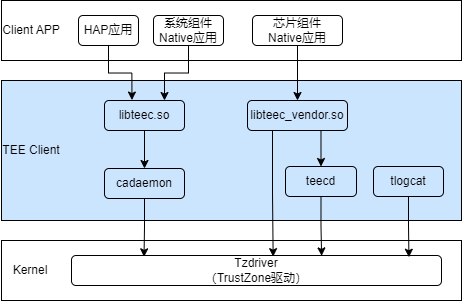 Client APP
HAP应用
系统组件
Native应用
芯片组件
Native应用
libteec.so
libteec_vendor.so
TEE Client
cadaemon
teecd
tlogcat
Kernel
Tzdriver
（TrustZone驱动）